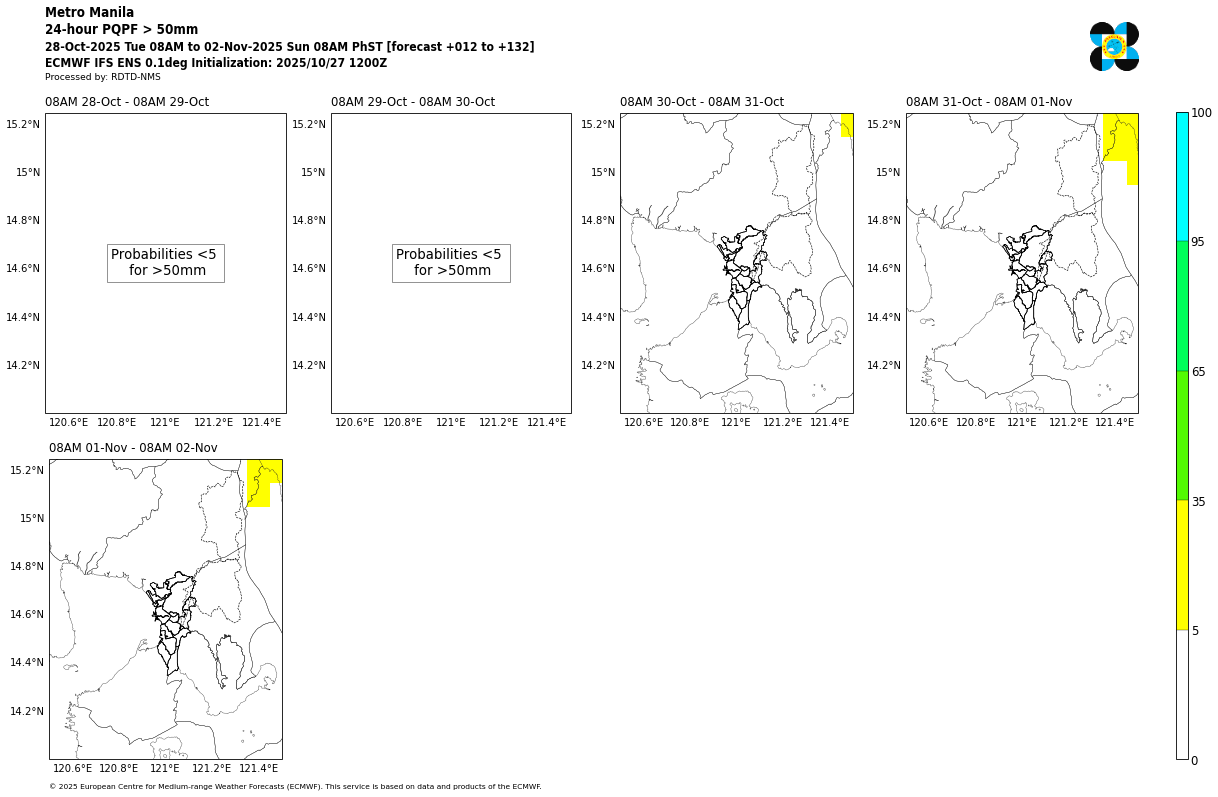 Metro Manila
24-hour PQPF > 50mm
28-Oct-2025 Tue 08AM to 02-Nov-2025 Sun 08AM PhST [forecast +012 to +132]
ECMWF IFS ENS 0.1deg Initialization: 2025/10/27 1200Z
Processed by: RDTD-NMS
08AM 28-Oct - 08AM 29-Oct
15.2°N
15°N
14.8°N
14.6°N
14.4°N
14.2°N
Probabilities <5
for >50mm
120.6°E 120.8°E 121°E 121.2°E 121.4°E
08AM 29-Oct - 08AM 30-Oct
15.2°N
15°N
14.8°N
14.6°N
14.4°N
14.2°N
Probabilities <5
for >50mm
120.6°E 120.8°E 121°E 121.2°E 121.4°E
08AM 30-Oct - 08AM 31-Oct
15.2°N
15°N
14.8°N
14.6°N
14.4°N
14.2°N
120.6°E 120.8°E 121°E 121.2°E 121.4°E
08AM 31-Oct - 08AM 01-Nov
15.2°N
15°N
14.8°N
14.6°N
14.4°N
14.2°N
120.6°E 120.8°E 121°E 121.2°E 121.4°E
08AM 01-Nov - 08AM 02-Nov
15.2°N
15°N
14.8°N
14.6°N
14.4°N
14.2°N
120.6°E 120.8°E 121°E 121.2°E 121.4°E
100
95
65
35
5
0
© 2025 European Centre for Medium-range Weather Forecasts (ECMWF). This service is based on data and products of the ECMWF.